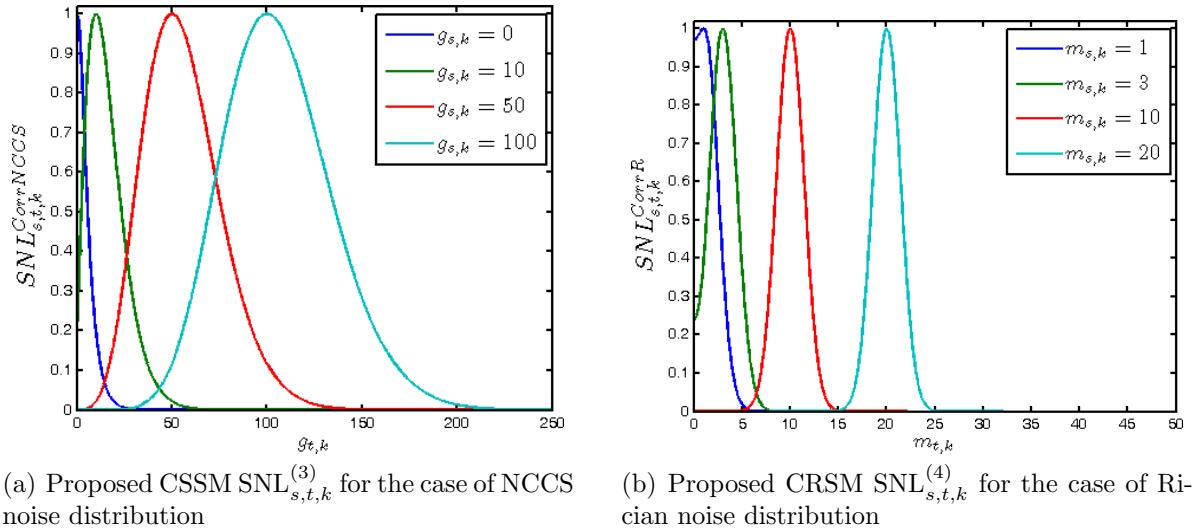 1
0.9
0.8
0.7
0.6
0.5
0.4
0.3
0.2
0.1
0
0 50 100 150 200 250
$SNL_{s,t,k}^{CorrNCCS}$
$g_{t,k}$
$g_{s,k} = 0$
$g_{s,k} = 10$
$g_{s,k} = 50$
$g_{s,k} = 100$
(a) Proposed CSSM $\text{SNL}_{s,t,k}^{(3)}$ for the case of NCCS
noise distribution
1
0.9
0.8
0.7
0.6
0.5
0.4
0.3
0.2
0.1
0
0 5 10 15 20 25 30 35 40 45 50
$SNL_{s,t,k}^{CorrR}$
$m_{t,k}$
$m_{s,k} = 1$
$m_{s,k} = 3$
$m_{s,k} = 10$
$m_{s,k} = 20$
(b) Proposed CRSM $\text{SNL}_{s,t,k}^{(4)}$ for the case of Ri-
cian noise distribution